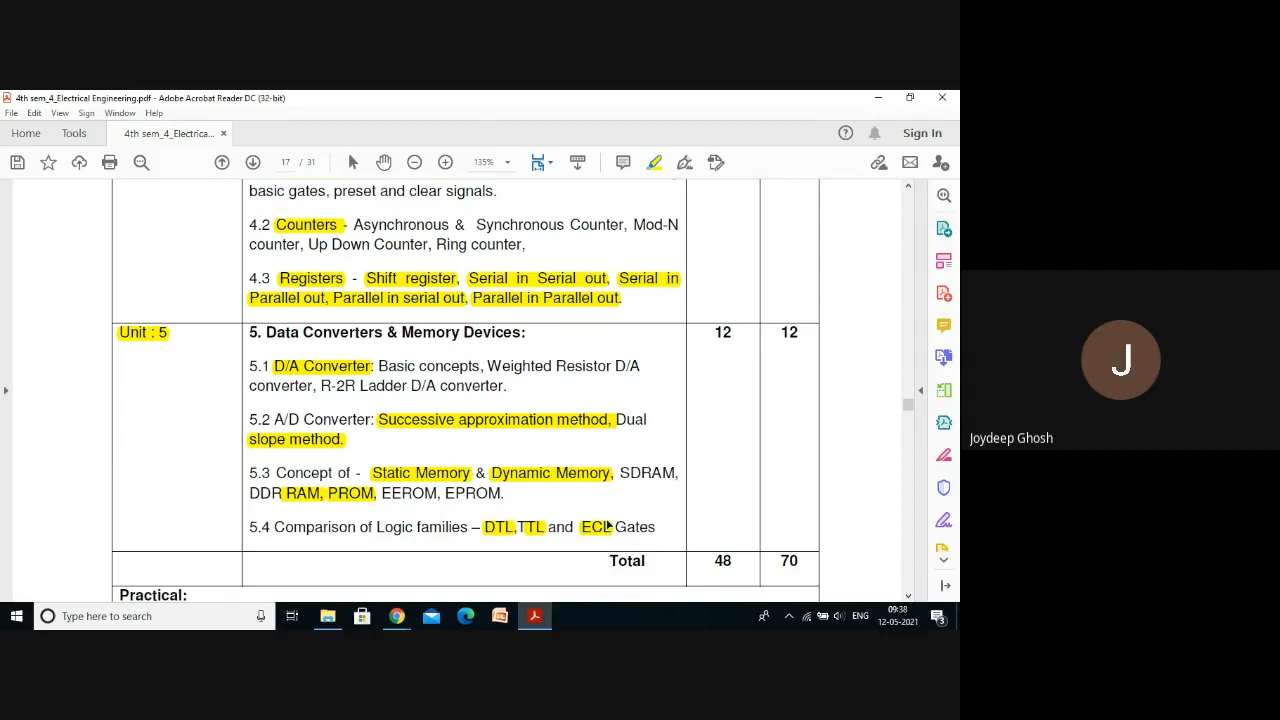 4th sem_4_Electrical Engineering.pdf - Adobe Acrobat Reader DC (32-bit)
File Edit View Sign Window Help
Home Tools 4th sem_4_Electrica... × Sign In
17 / 31 135%
basic gates, preset and clear signals.
4.2 Counters - Asynchronous & Synchronous Counter, Mod-N
counter, Up Down Counter, Ring counter,
4.3 Registers - Shift register, Serial in Serial out, Serial in
Parallel out, Parallel in serial out, Parallel in Parallel out.
Unit : 5 5. Data Converters & Memory Devices: 12 12
5.1 D/A Converter: Basic concepts, Weighted Resistor D/A
converter, R-2R Ladder D/A converter.
5.2 A/D Converter: Successive approximation method, Dual
slope method.
5.3 Concept of - Static Memory & Dynamic Memory, SDRAM,
DDR RAM, PROM, EEROM, EPROM.
5.4 Comparison of Logic families – DTL,TTL and ECL Gates
Total 48 70
Practical:
J
Joydeep Ghosh
Type here to search
ENG
09:38
12-05-2021
3